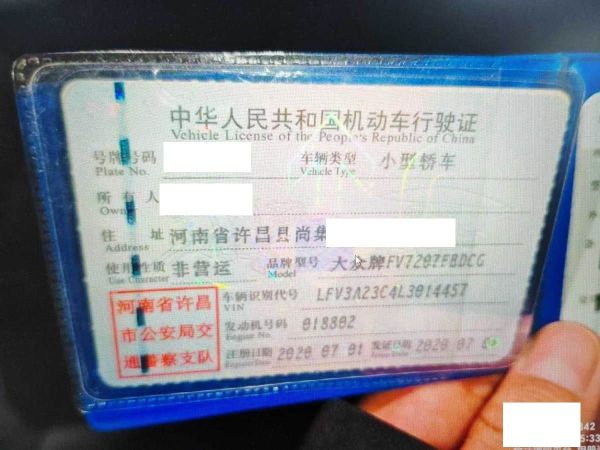 中华人民共和国机动车行驶证
Vehicle License of the People's Republic of China
号牌号码 车辆类型 小型轿车
Plate No. Vehicle Type
所有人
Owner
住址 河南省许昌县尚集
Address
使用性质 非营运 品牌型号 大众牌FV7202FBDCG
Use Character Model
河南省许昌
市公安局交
通警察支队
车辆识别代号 LFV3A23C4L3014457
VIN
发动机号码 018802
Engine No.
注册日期 2020 07 01 发证日期 2020 07
Register Date Issue Date
342
5:33